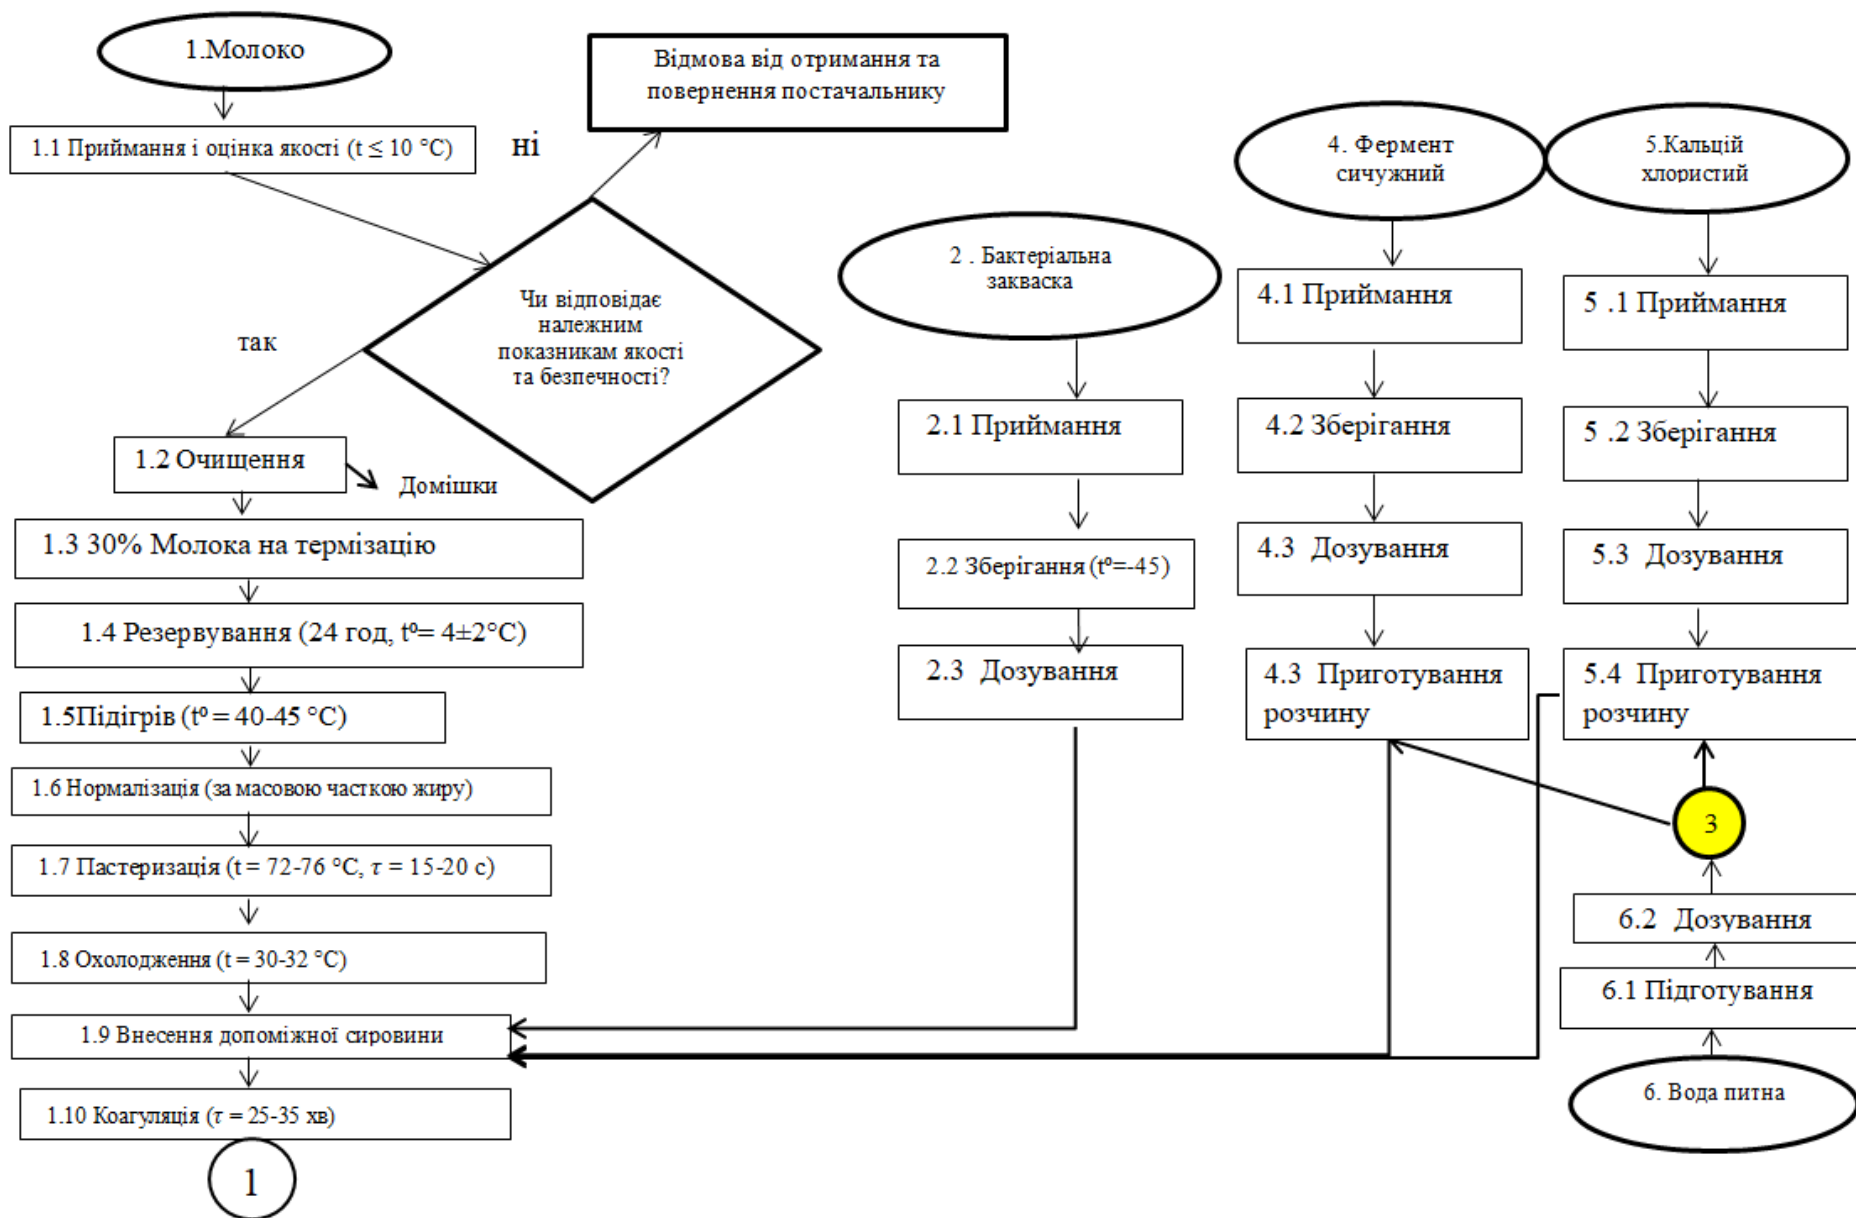 1.Молоко
1.1 Приймання і оцінка якості (t ≤ 10 °C)
ні
Відмова від отримання та
повернення постачальнику
Чи відповідає
належним
показникам якості
та безпечності?
так
1.2 Очищення
Домішки
1.3 30% Молока на термізацію
1.4 Резервування (24 год, tº= 4±2°C)
1.5Підігрів (tº = 40-45 °C)
1.6 Нормалізація (за масовою часткою жиру)
1.7 Пастеризація (t = 72-76 °C, τ = 15-20 с)
1.8 Охолодження (t = 30-32 °C)
1.9 Внесення допоміжної сировини
1.10 Коагуляція (τ = 25-35 хв)
1
2 . Бактеріальна
закваска
2.1 Приймання
2.2 Зберігання (tº=-45)
2.3 Дозування
4. Фермент
сичужний
4.1 Приймання
4.2 Зберігання
4.3 Дозування
4.3 Приготування
розчину
5.Кальцій
хлористий
5 .1 Приймання
5 .2 Зберігання
5.3 Дозування
5.4 Приготування
розчину
3
6.2 Дозування
6.1 Підготування
6. Вода питна